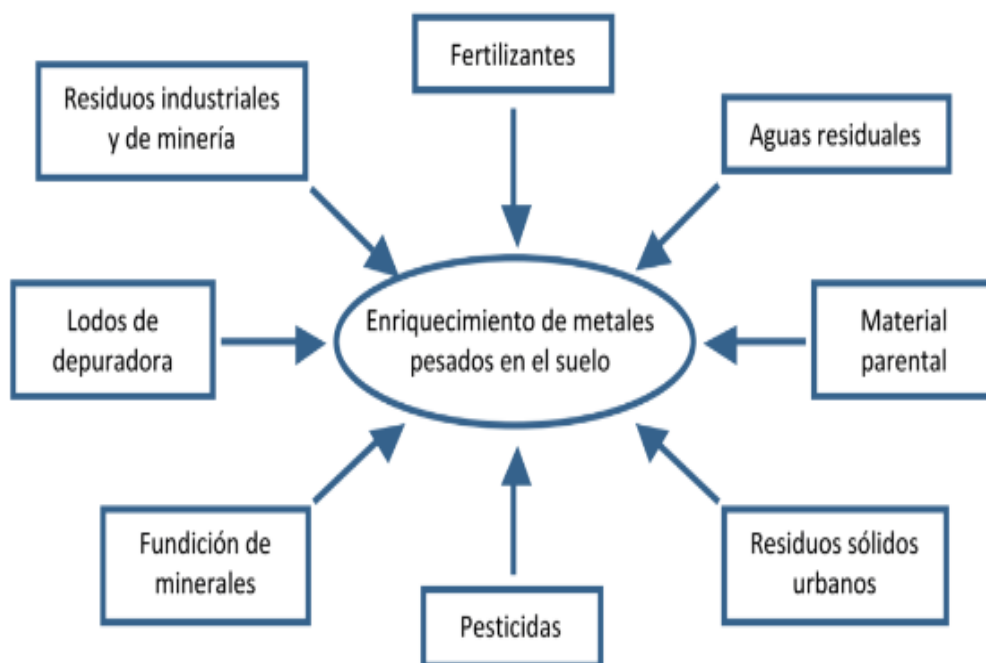 Fertilizantes
Residuos industriales
y de minería
Aguas residuales
Lodos de
depuradora
Enriquecimiento de metales
pesados en el suelo
Material
parental
Fundición de
minerales
Pesticidas
Residuos sólidos
urbanos